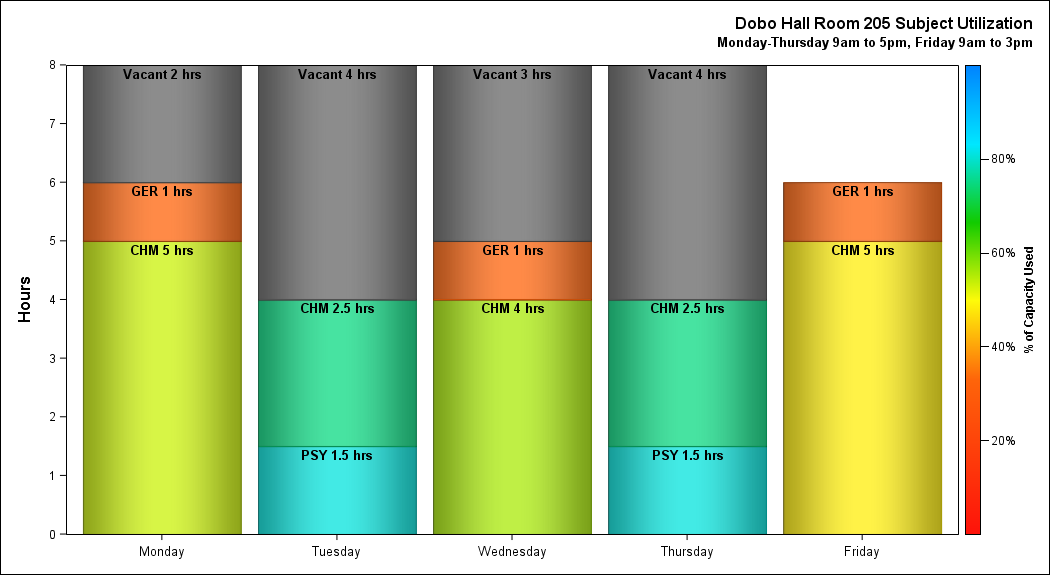 Dobo Hall Room 205 Subject Utilization
Monday-Thursday 9am to 5pm, Friday 9am to 3pm
Hours
8
7
6
5
4
3
2
1
0
Vacant 2 hrs
GER 1 hrs
CHM 5 hrs
Vacant 4 hrs
CHM 2.5 hrs
PSY 1.5 hrs
Vacant 3 hrs
GER 1 hrs
CHM 4 hrs
Vacant 4 hrs
CHM 2.5 hrs
PSY 1.5 hrs
GER 1 hrs
CHM 5 hrs
Monday
Tuesday
Wednesday
Thursday
Friday
80%
60%
40%
20%
% of Capacity Used